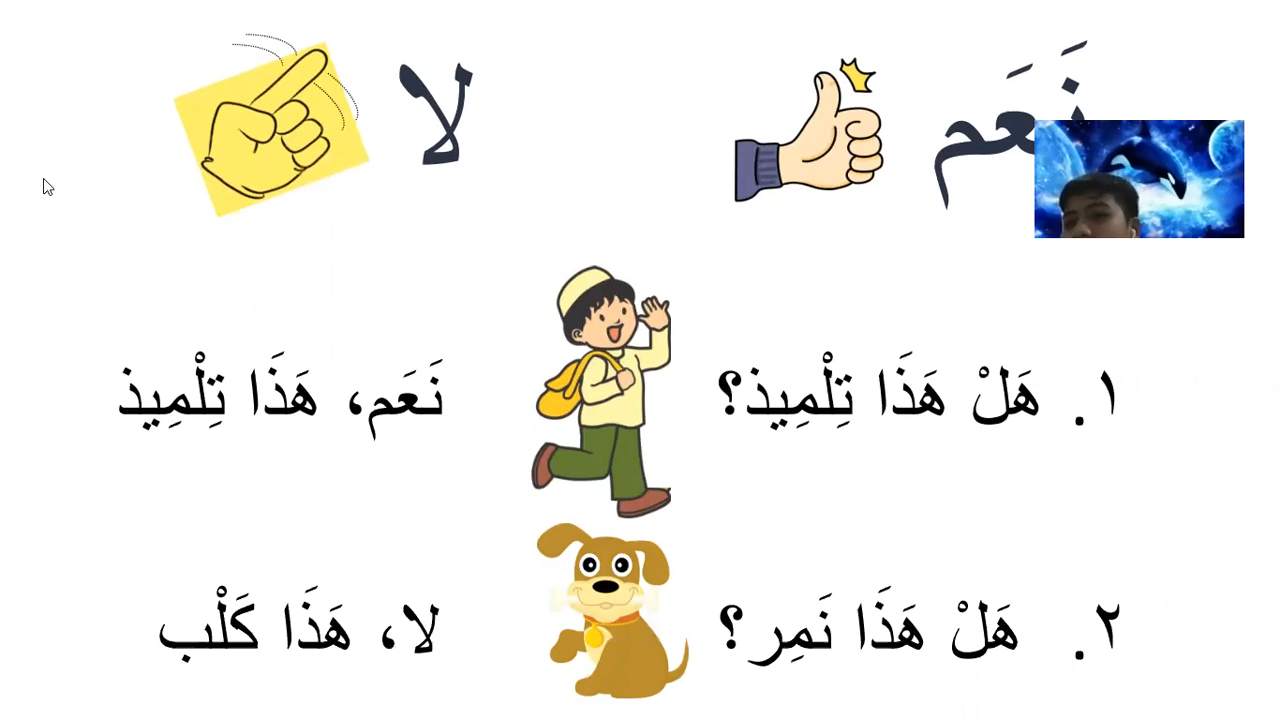 نَعَم لا
١. هَلْ هَذَا تِلْمِيذ؟ نَعَم، هَذَا تِلْمِيذ
٢. هَلْ هَذَا نَمِر؟ لا، هَذَا كَلْب